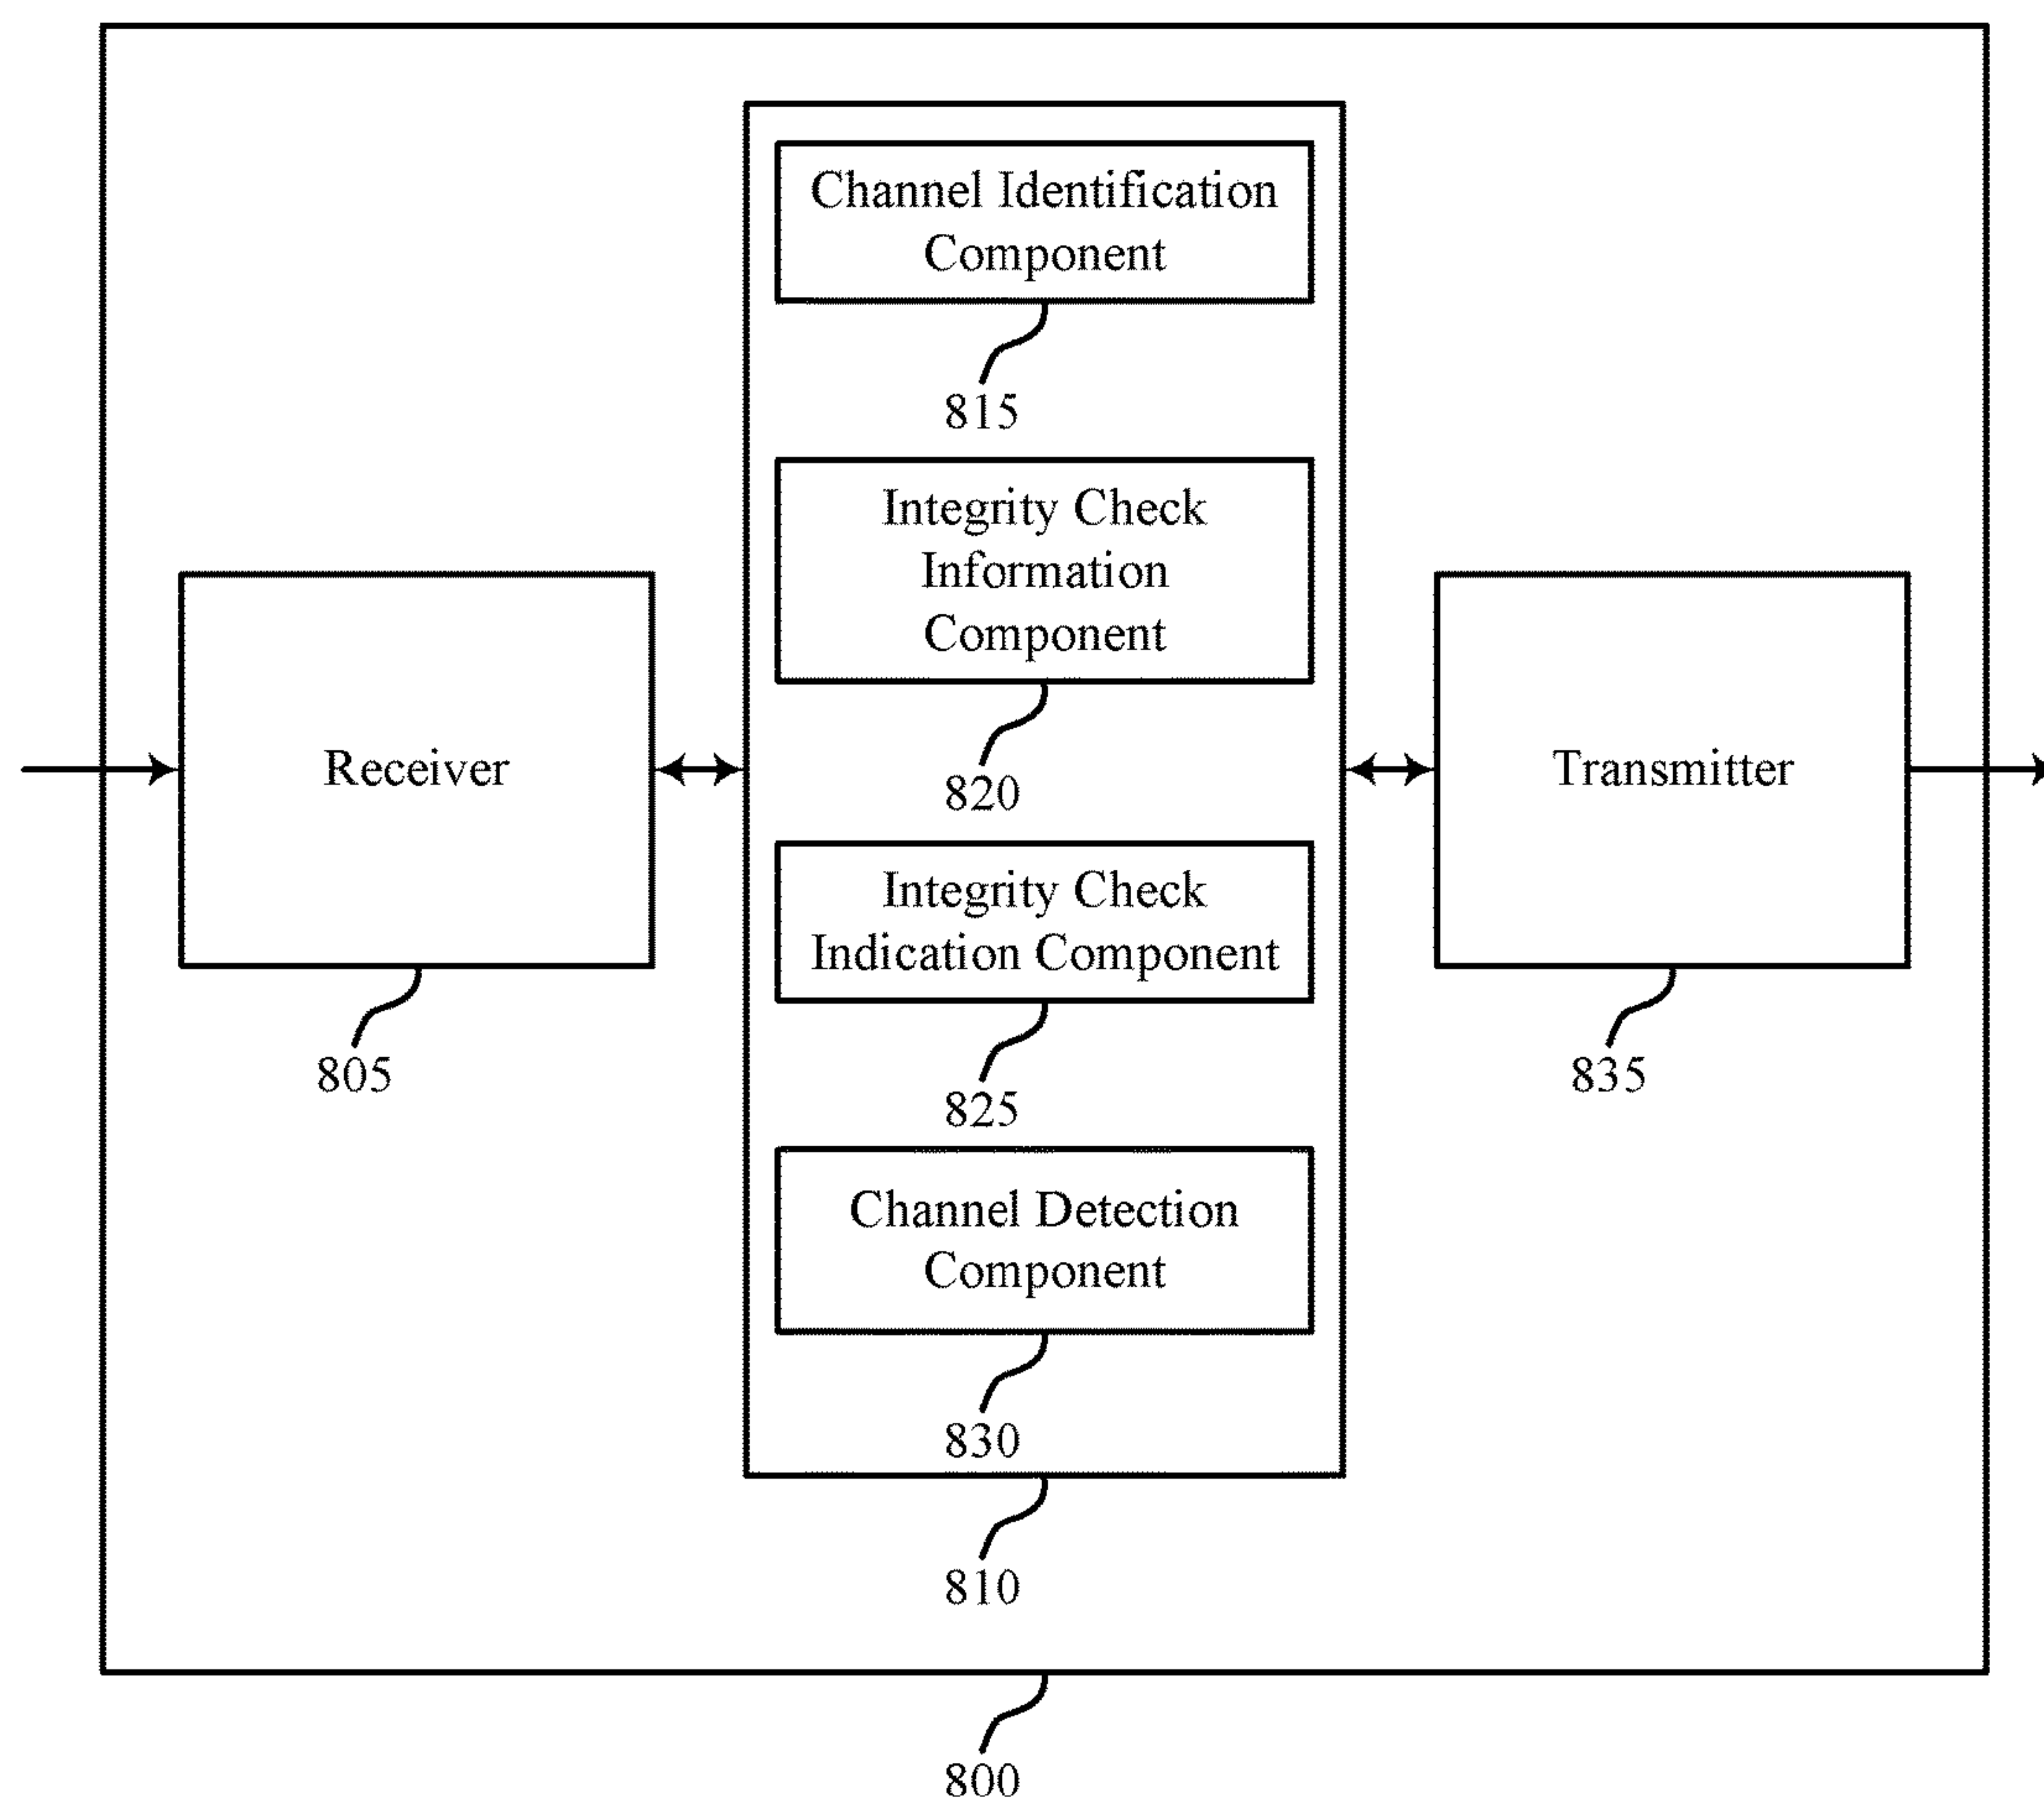 Channel Identification
Component
815
Integrity Check
Information
Component
820
Receiver
805
Integrity Check
Indication Component
825
Channel Detection
Component
830
810
Transmitter
835
800